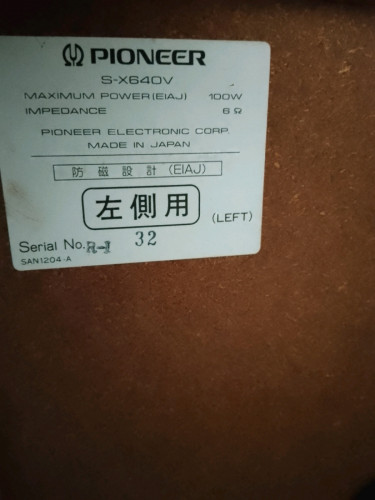 PIONEER
S-X640V
MAXIMUM POWER(EIAJ) 100W
IMPEDANCE 6Ω
PIONEER ELECTRONIC CORP.
MADE IN JAPAN
防磁設計(EIAJ)
左側用 (LEFT)
Serial No. R-1 32
SAN1204-A